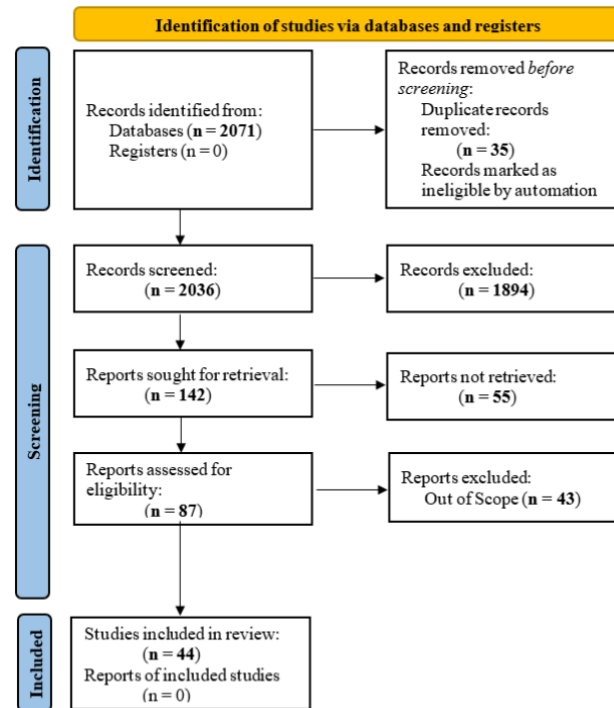 Identification of studies via databases and registers
Identification
Records identified from:
Databases (n = 2071)
Registers (n = 0)
Records removed before
screening:
Duplicate records
removed:
(n = 35)
Records marked as
ineligible by automation
Screening
Records screened:
(n = 2036)
Records excluded:
(n = 1894)
Reports sought for retrieval:
(n = 142)
Reports not retrieved:
(n = 55)
Reports assessed for
eligibility:
(n = 87)
Reports excluded:
Out of Scope (n = 43)
Included
Studies included in review:
(n = 44)
Reports of included studies
(n = 0)